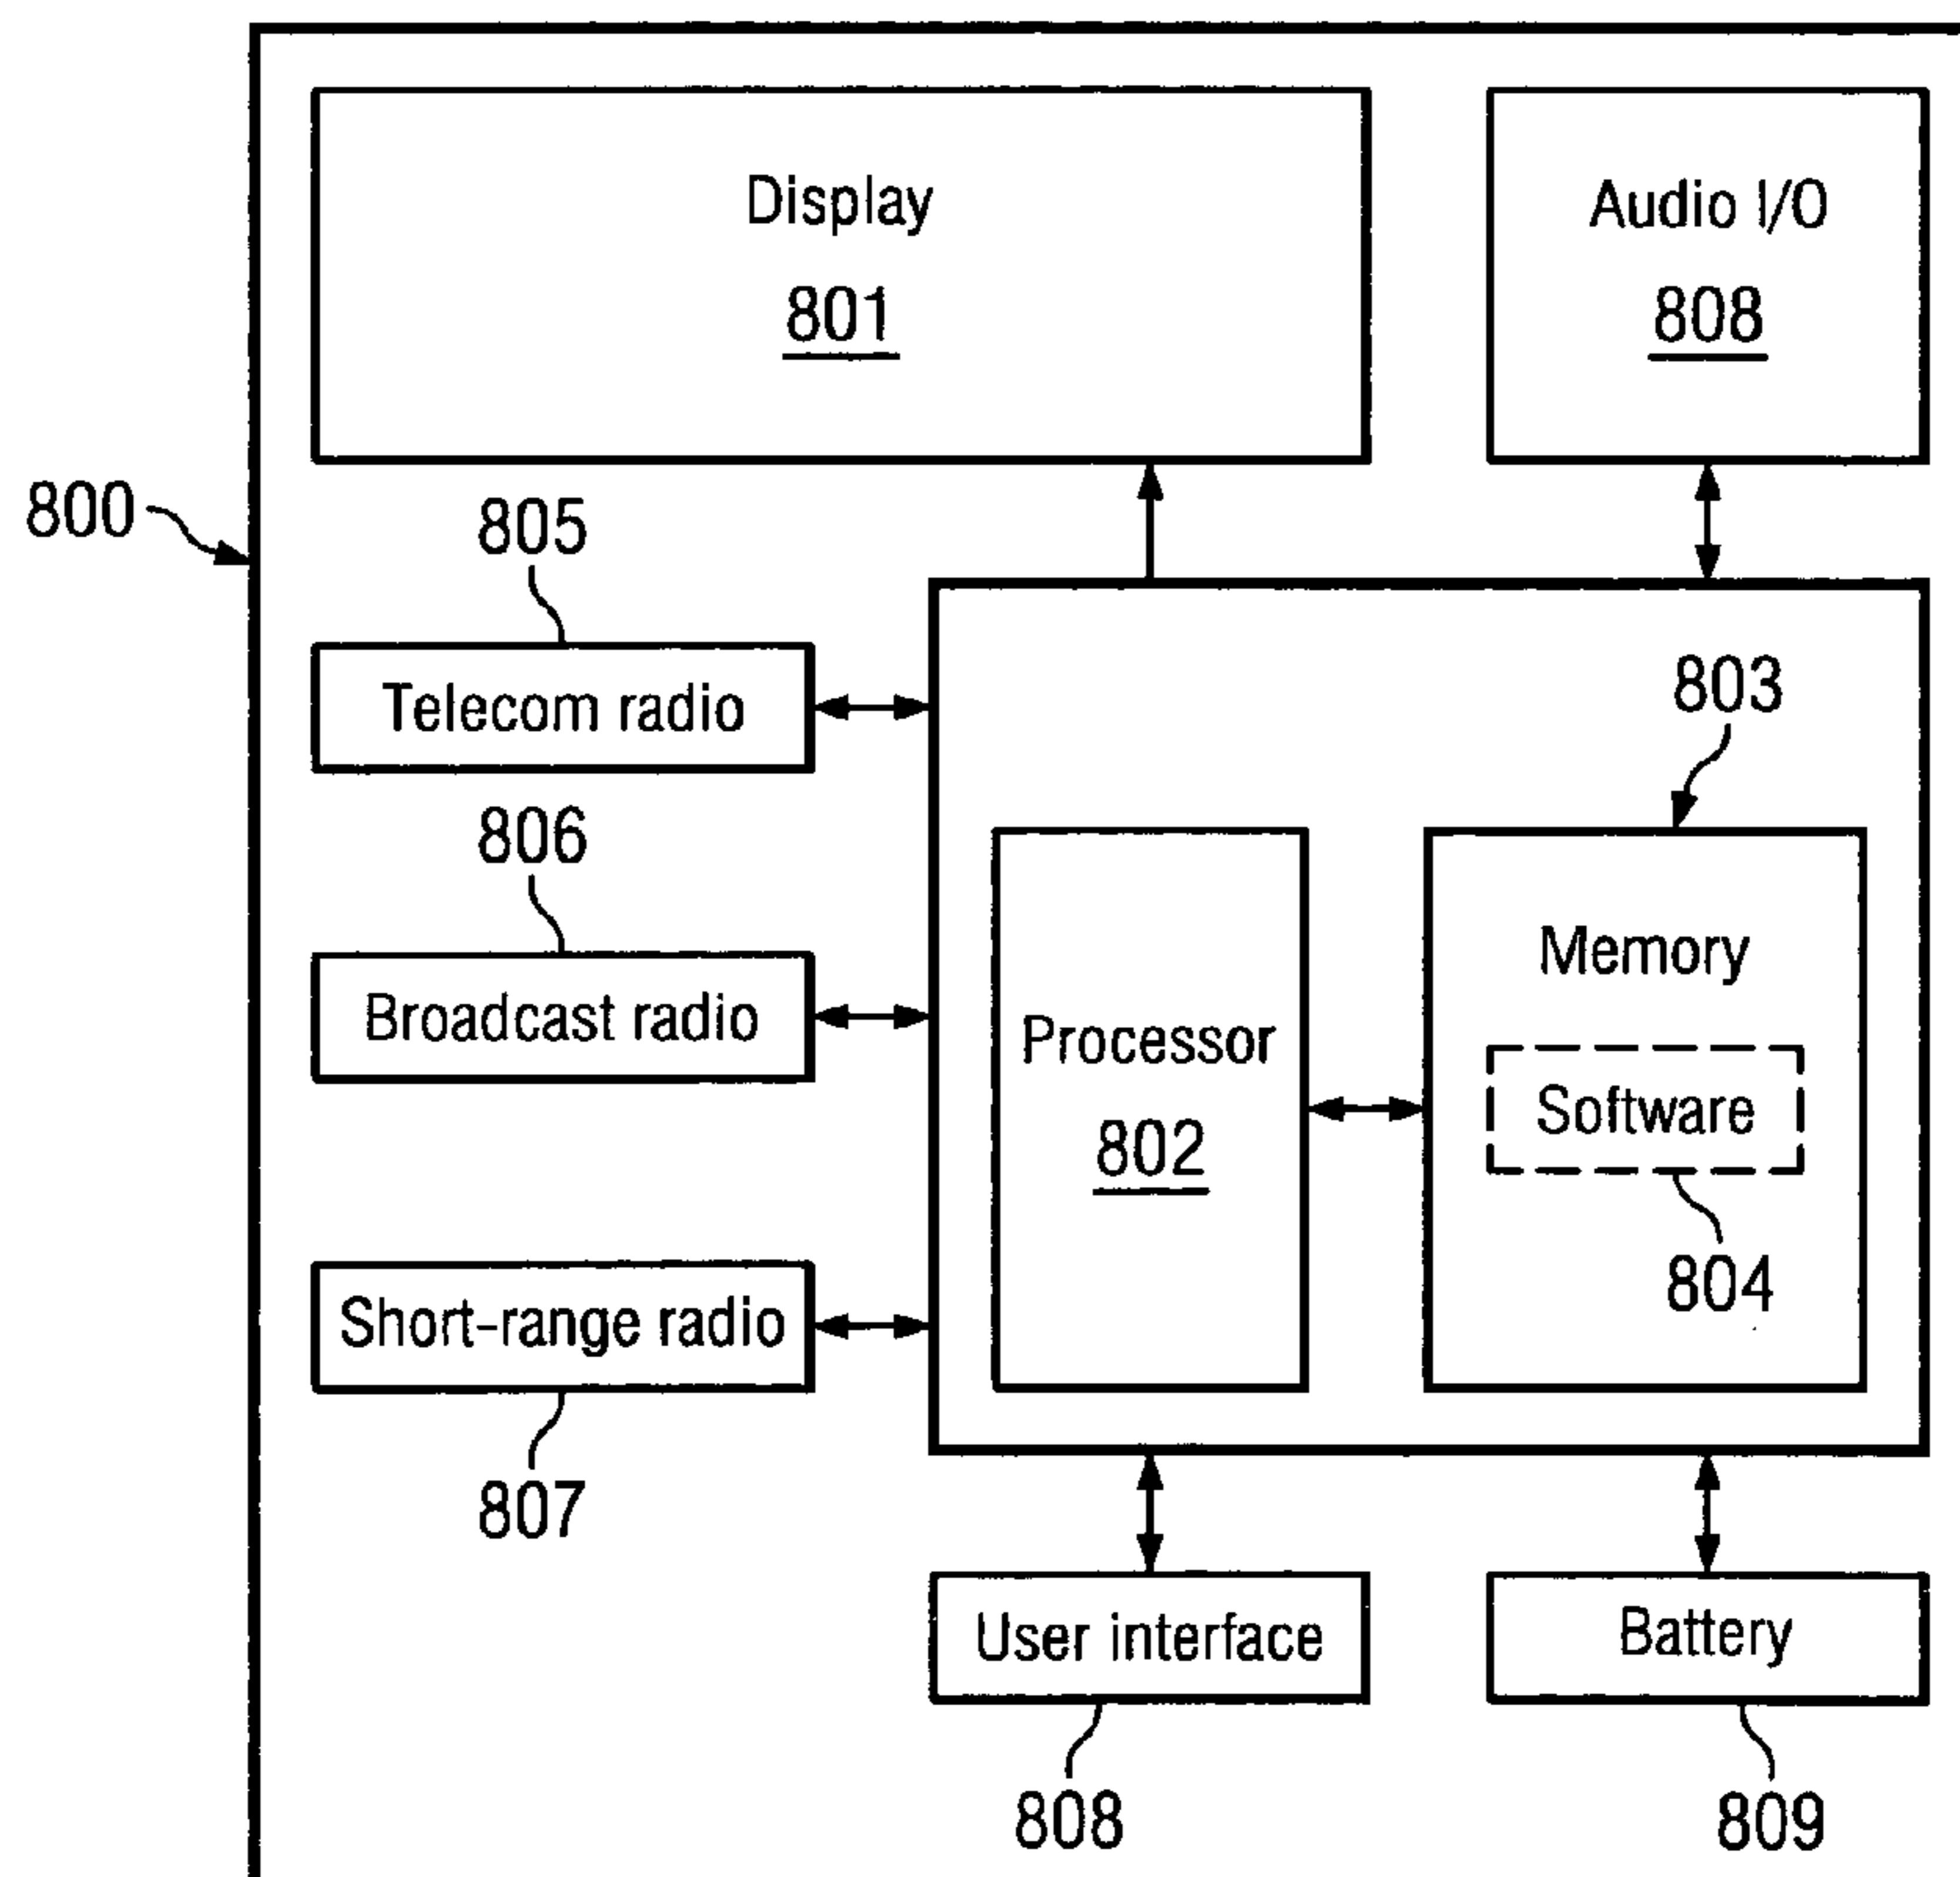 Display
801
Audio I/O
808
800
805
Telecom radio
803
806
Broadcast radio
Memory
Processor
802
Software
804
Short-range radio
807
User interface
808
Battery
809